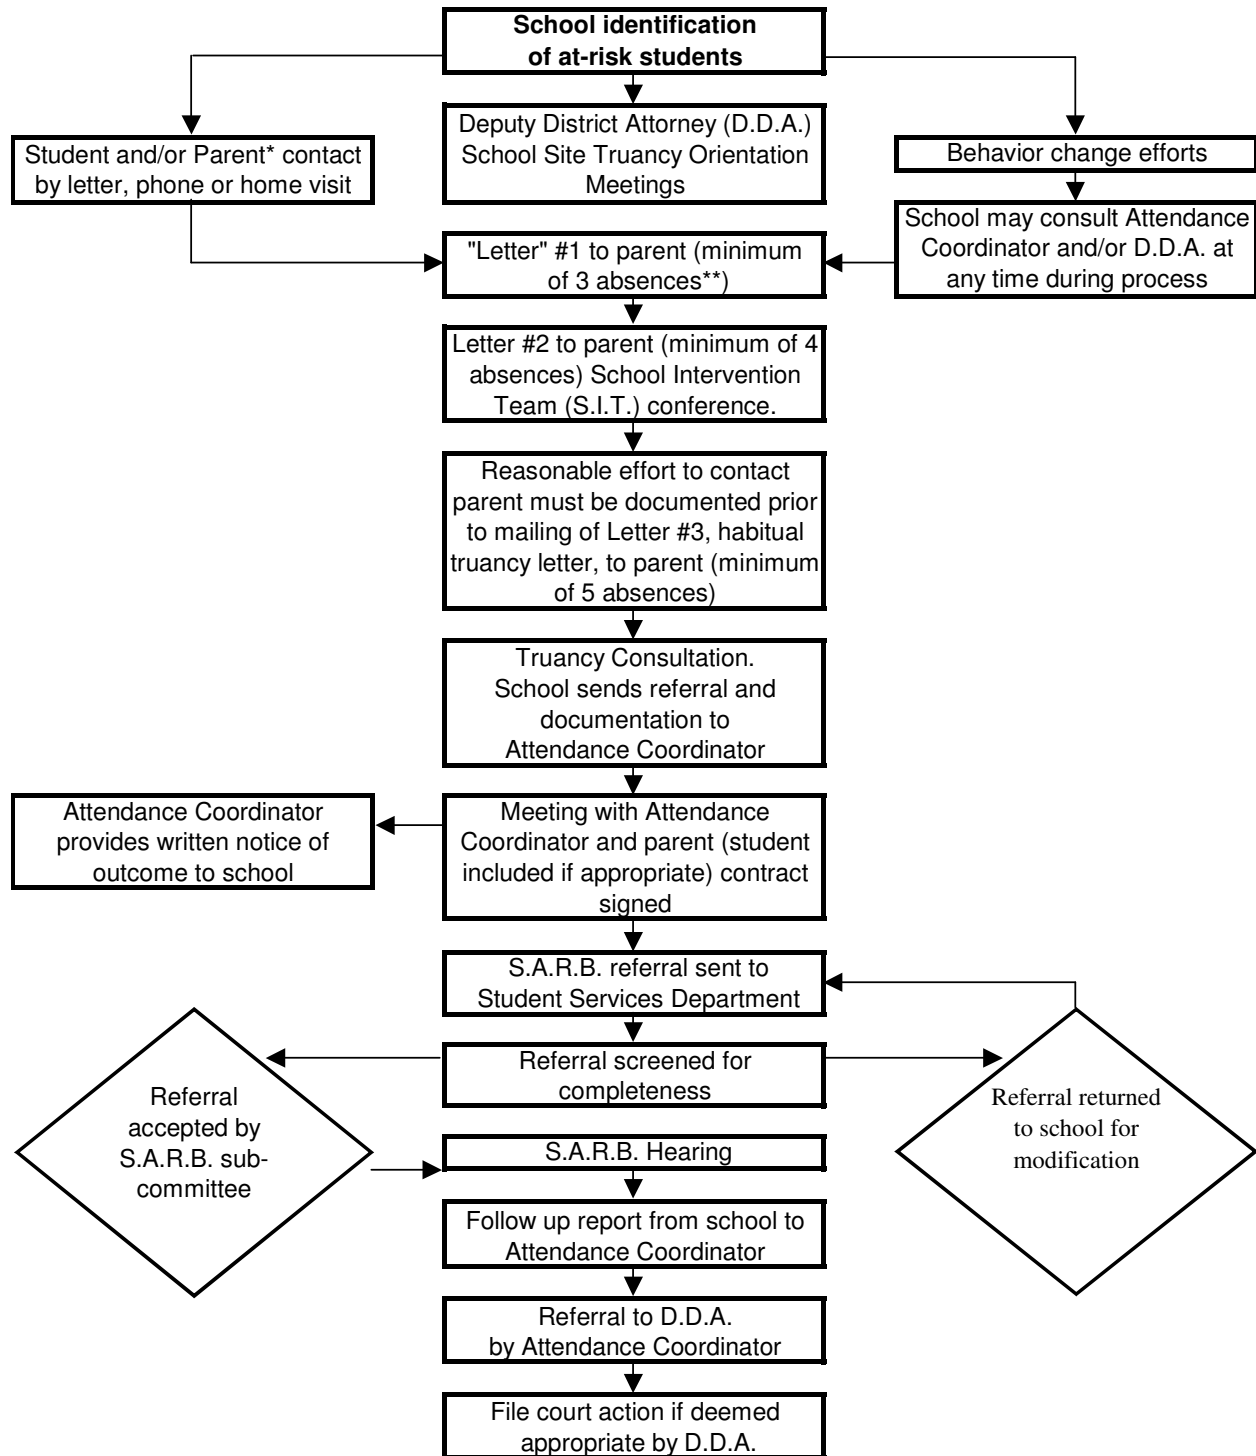 School identification
of at-risk students
Deputy District Attorney (D.D.A.)
School Site Truancy Orientation
Meetings
Student and/or Parent* contact
by letter, phone or home visit
Behavior change efforts
School may consult Attendance
Coordinator and/or D.D.A. at
any time during process
"Letter" #1 to parent (minimum
of 3 absences**)
Letter #2 to parent (minimum of 4
absences) School Intervention
Team (S.I.T.) conference.
Reasonable effort to contact
parent must be documented prior
to mailing of Letter #3, habitual
truancy letter, to parent (minimum
of 5 absences)
Truancy Consultation.
School sends referral and
documentation to
Attendance Coordinator
Attendance Coordinator
provides written notice of
outcome to school
Meeting with Attendance
Coordinator and parent (student
included if appropriate) contract
signed
S.A.R.B. referral sent to
Student Services Department
Referral screened for
completeness
Referral
accepted by
S.A.R.B. sub-
committee
Referral returned
to school for
modification
S.A.R.B. Hearing
Follow up report from school to
Attendance Coordinator
Referral to D.D.A.
by Attendance Coordinator
File court action if deemed
appropriate by D.D.A.